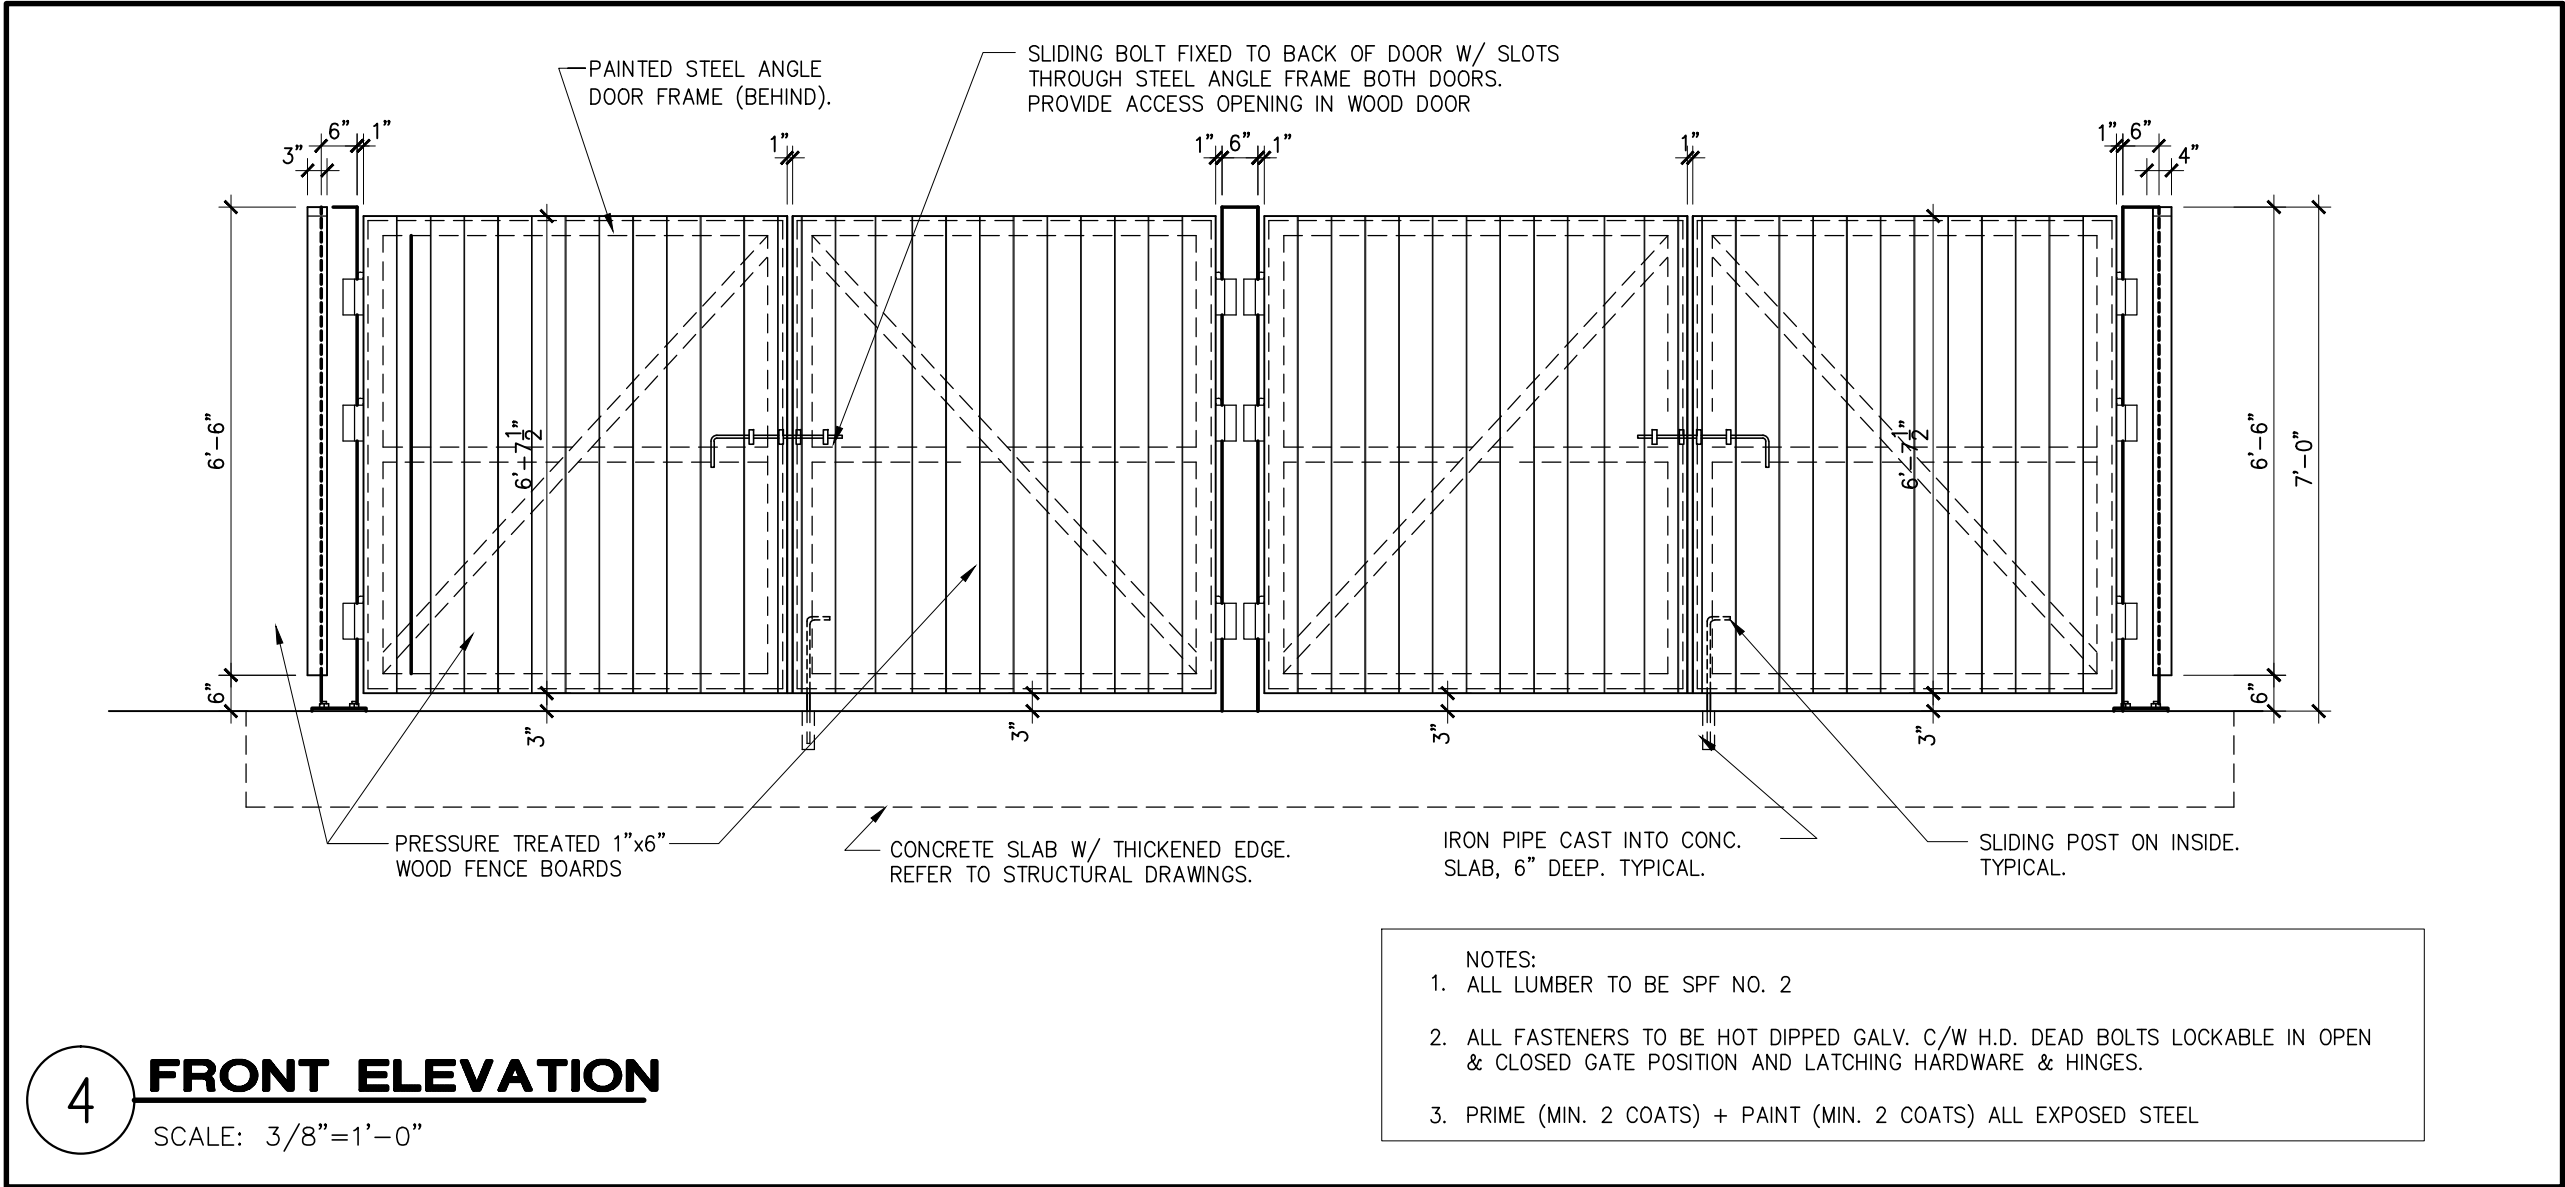 PAINTED STEEL ANGLE
DOOR FRAME (BEHIND).
SLIDING BOLT FIXED TO BACK OF DOOR W/ SLOTS
THROUGH STEEL ANGLE FRAME BOTH DOORS.
PROVIDE ACCESS OPENING IN WOOD DOOR
3" 6" 1"
1"
1" 6" 1"
1"
1" 6" 4"
6'-6"
6'-7 1/2"
6'-7 1/2"
6'-6"
7'-0"
6"
3"
3"
3"
3"
6"
PRESSURE TREATED 1"x6"
WOOD FENCE BOARDS
CONCRETE SLAB W/ THICKENED EDGE.
REFER TO STRUCTURAL DRAWINGS.
IRON PIPE CAST INTO CONC.
SLAB, 6" DEEP. TYPICAL.
SLIDING POST ON INSIDE.
TYPICAL.
NOTES:
1. ALL LUMBER TO BE SPF NO. 2
2. ALL FASTENERS TO BE HOT DIPPED GALV. C/W H.D. DEAD BOLTS LOCKABLE IN OPEN
& CLOSED GATE POSITION AND LATCHING HARDWARE & HINGES.
3. PRIME (MIN. 2 COATS) + PAINT (MIN. 2 COATS) ALL EXPOSED STEEL
4 FRONT ELEVATION
SCALE: 3/8"=1'-0"